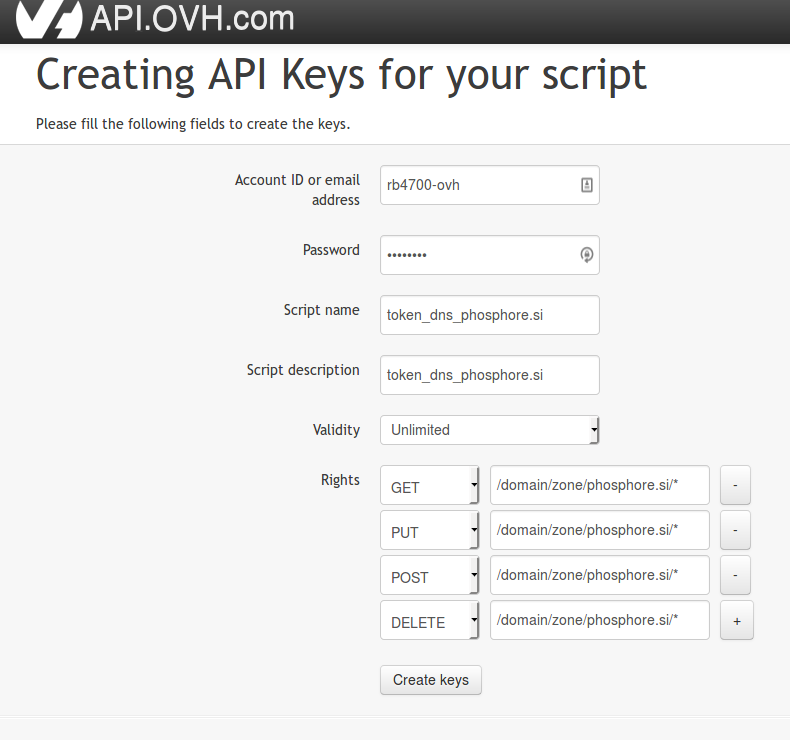 API.OVH.com
Creating API Keys for your script
Please fill the following fields to create the keys.
Account ID or email
address
rb4700-ovh
Password
••••••••
Script name
token_dns_phosphore.si
Script description
token_dns_phosphore.si
Validity
Unlimited
Rights
GET /domain/zone/phosphore.si/* -
PUT /domain/zone/phosphore.si/* -
POST /domain/zone/phosphore.si/* -
DELETE /domain/zone/phosphore.si/* +
Create keys